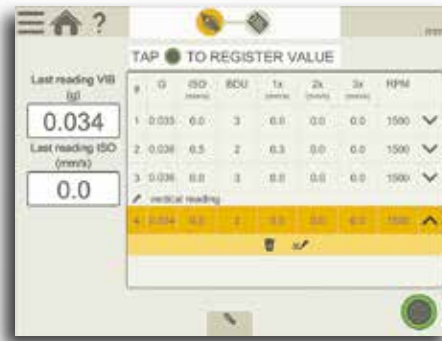 ?
mm
TAP TO REGISTER VALUE
Last reading VIB
(g)
0.034
Last reading ISO
(mm/s)
0.0
# G ISO BDU 1x 2x 3x RPM
(mm/s) (mm/s) (mm/s) (mm/s)
1 0.035 0.0 3 0.0 0.0 0.0 1500
2 0.036 0.5 2 0.3 0.0 0.0 1500
3 0.036 0.0 3 0.0 0.0 0.0 1500
vertical reading
4 0.034 0.0 3 0.0 0.0 0.0 1500